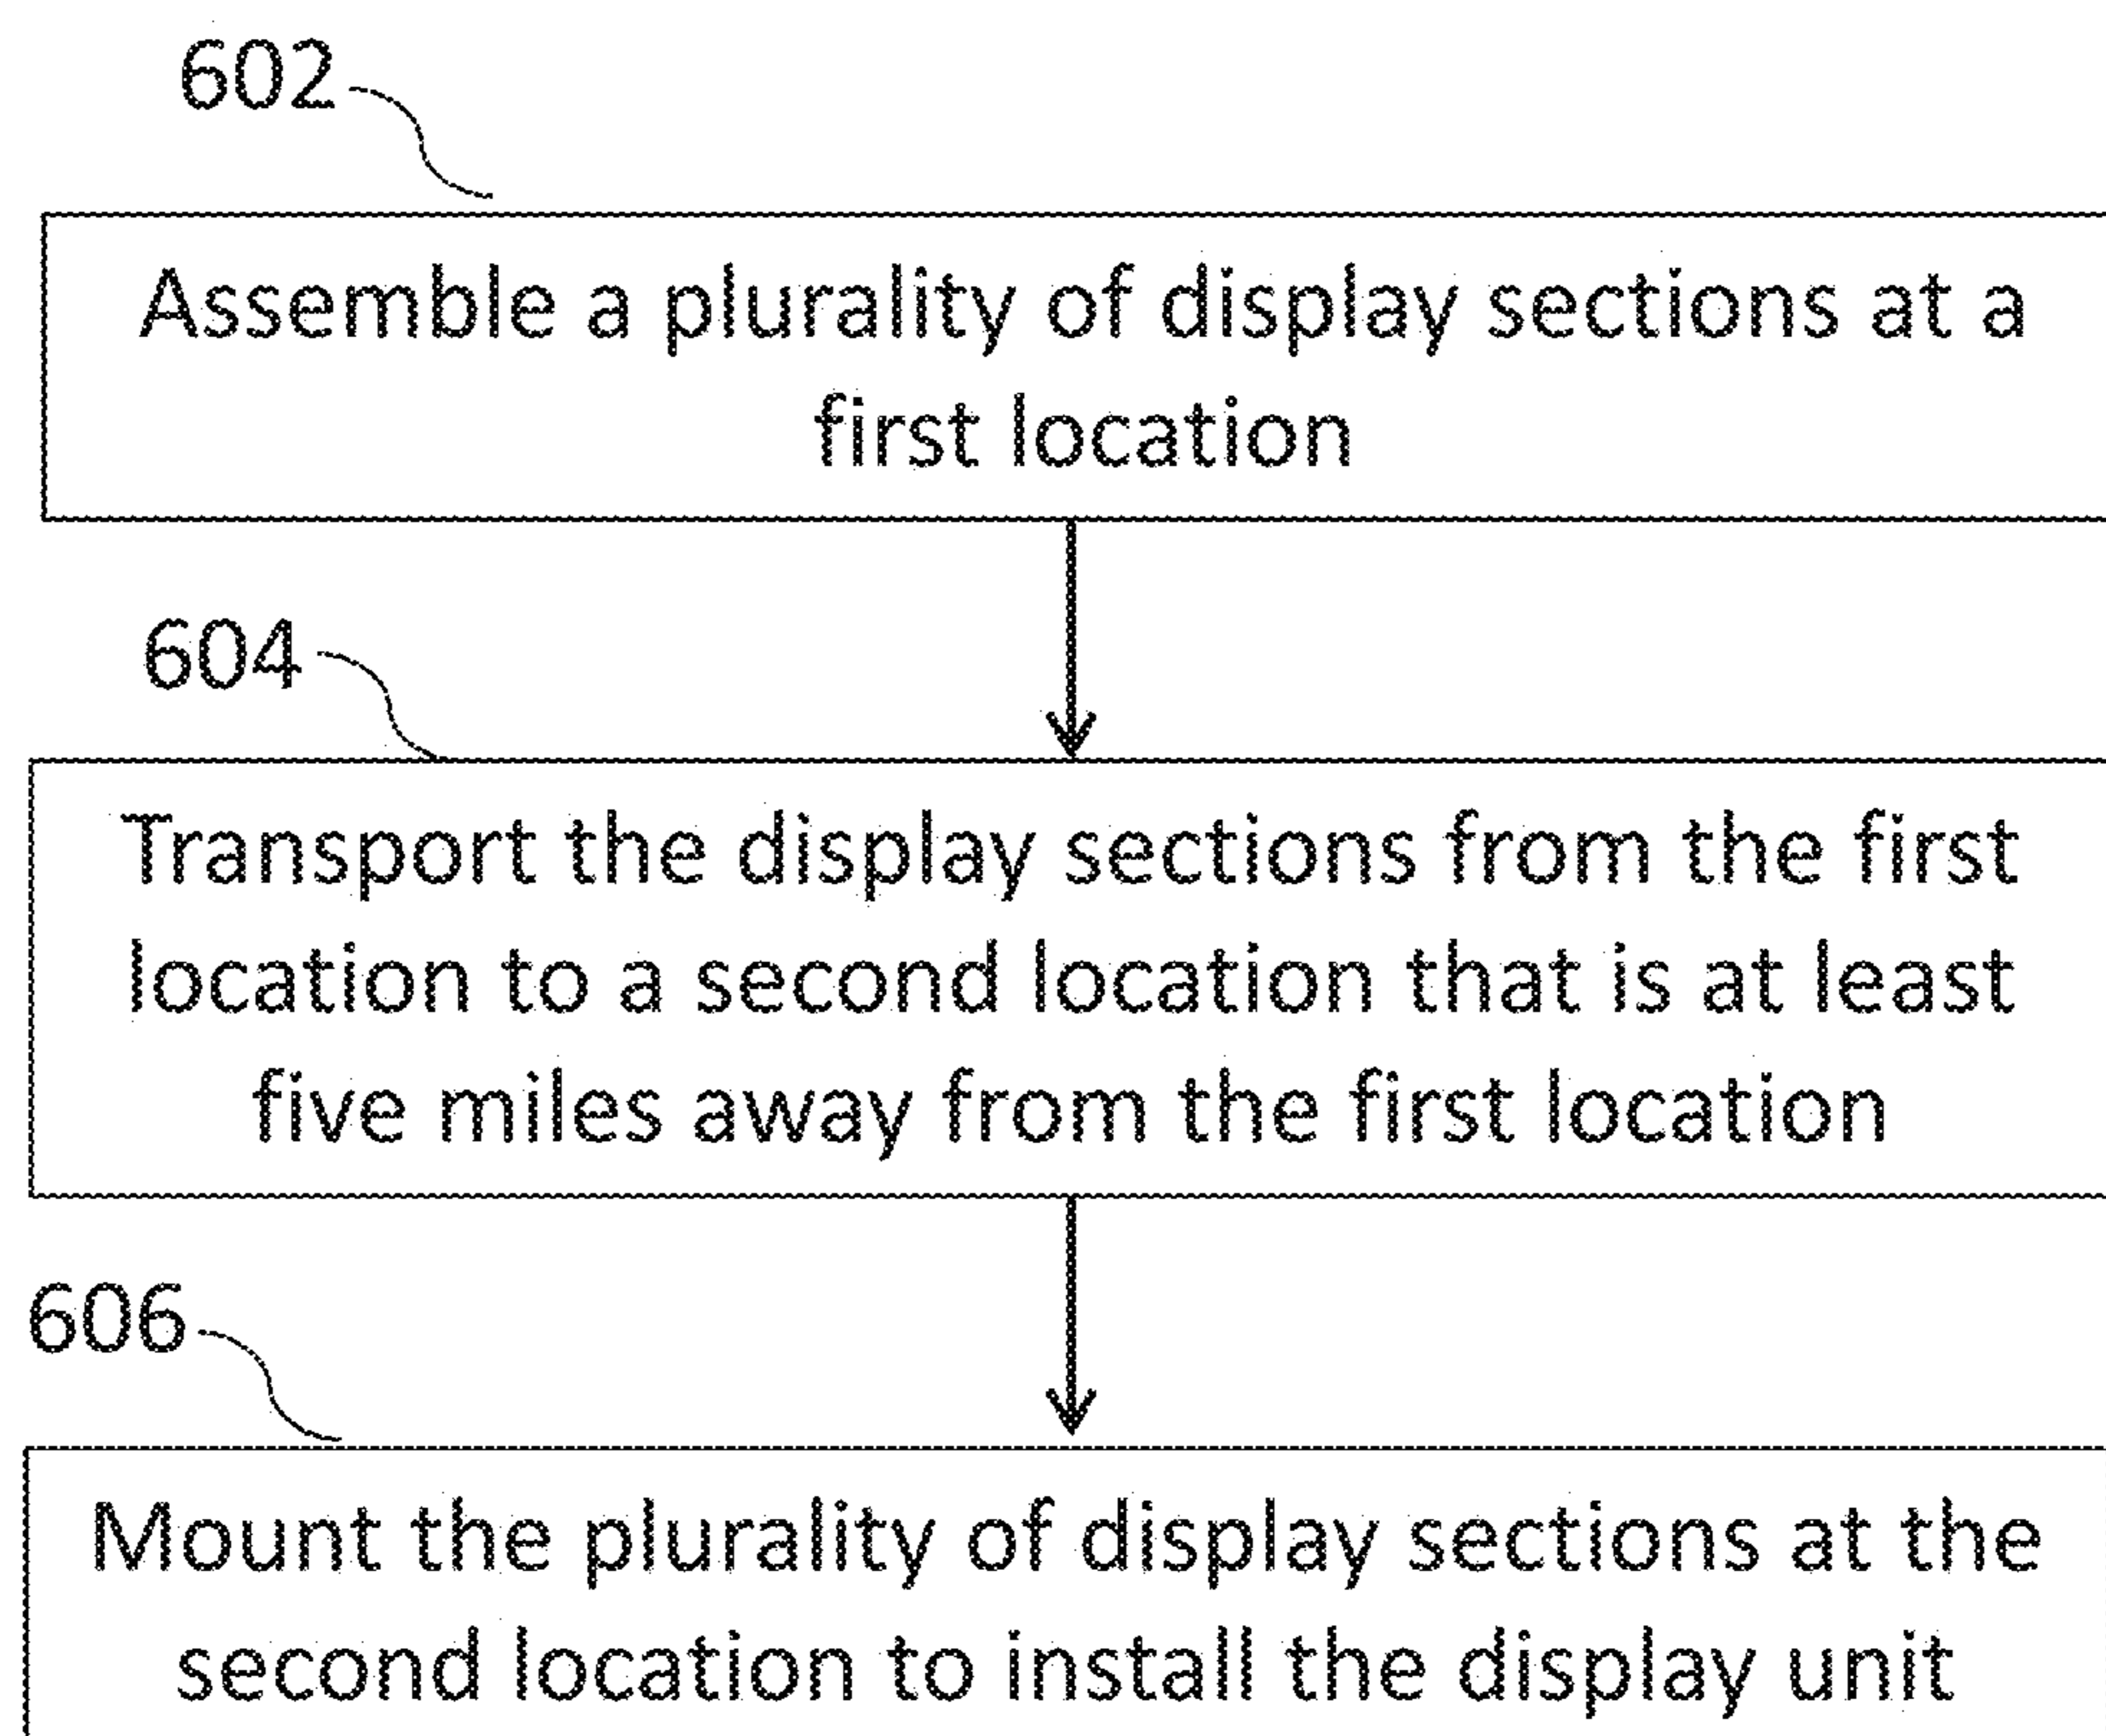 602
Assemble a plurality of display sections at a
first location
604
Transport the display sections from the first
location to a second location that is at least
five miles away from the first location
606
Mount the plurality of display sections at the
second location to install the display unit